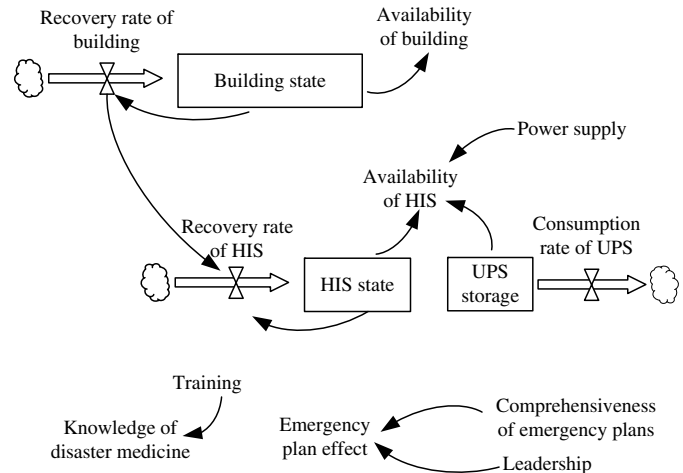 Recovery rate of
building
Availability
of building
Building state
Power supply
Availability
of HIS
Recovery rate
of HIS
Consumption
rate of UPS
HIS state
UPS
storage
Training
Knowledge of
disaster medicine
Emergency
plan effect
Comprehensiveness
of emergency plans
Leadership